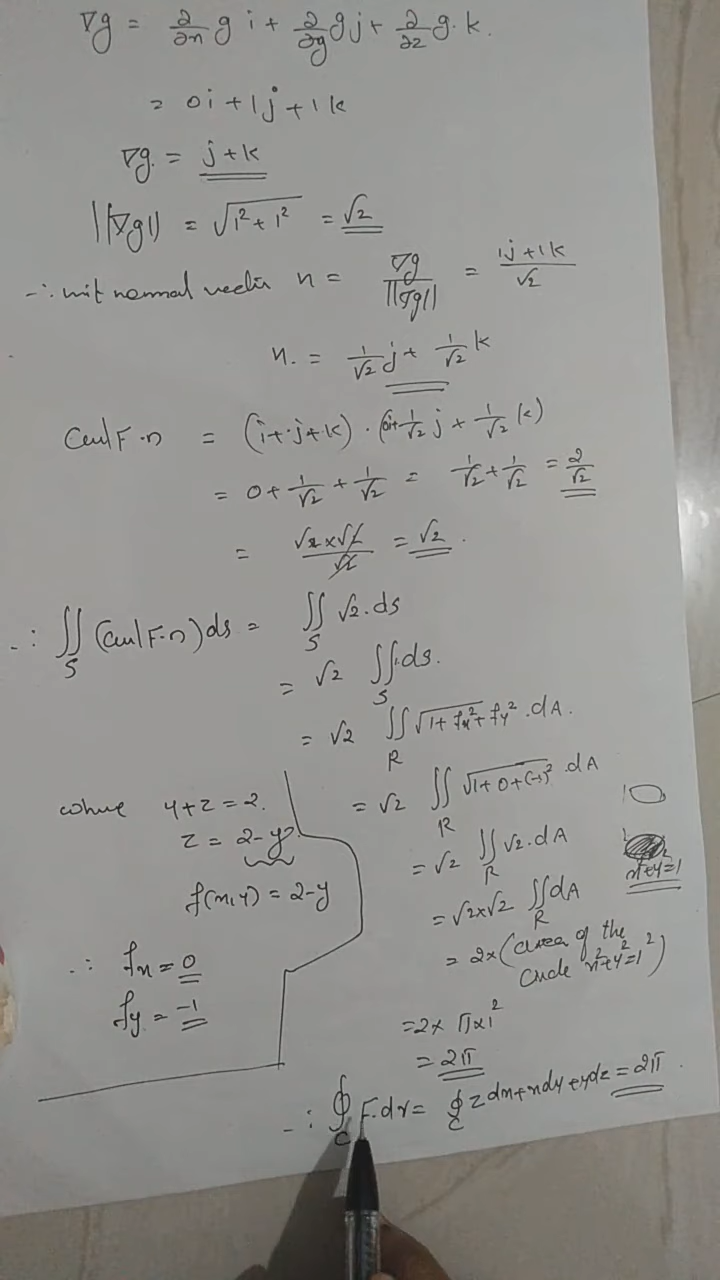 ∇g = ∂/∂x g i + ∂/∂y g j + ∂/∂z g. k.
= 0i + 1j + 1k
∇g. = j + k
||∇g|| = √1²+1² = √2
∴ unit normal vector n = ∇g/||∇g|| = 1j+1k/√2
n. = 1/√2 j + 1/√2 k
Curl F.n = (i+.j+k) . (0i+1/√2 j + 1/√2 k)
= 0 + 1/√2 + 1/√2 = 1/√2 + 1/√2 = 2/√2
= √2×√2/√2 = √2.
∴ ∬S (Curl F.n) ds = ∬S √2.ds
= √2 ∬S 1.ds.
= √2 ∬R √1+fx²+fy² .dA.
= √2 ∬R √1+0+(-1)² dA
= √2 ∬R √2.dA
= √2×√2 ∬R dA
= 2×(area of the
circle x²+y²=1²)
= 2× π×1²
= 2π
where y+z=2.
z = 2-y
f(x,y) = 2-y
∴ fx = 0
fy = -1
x²+y²=1
∴ ∮C F.dr = ∮C zdx+xdy+ydz = 2π.